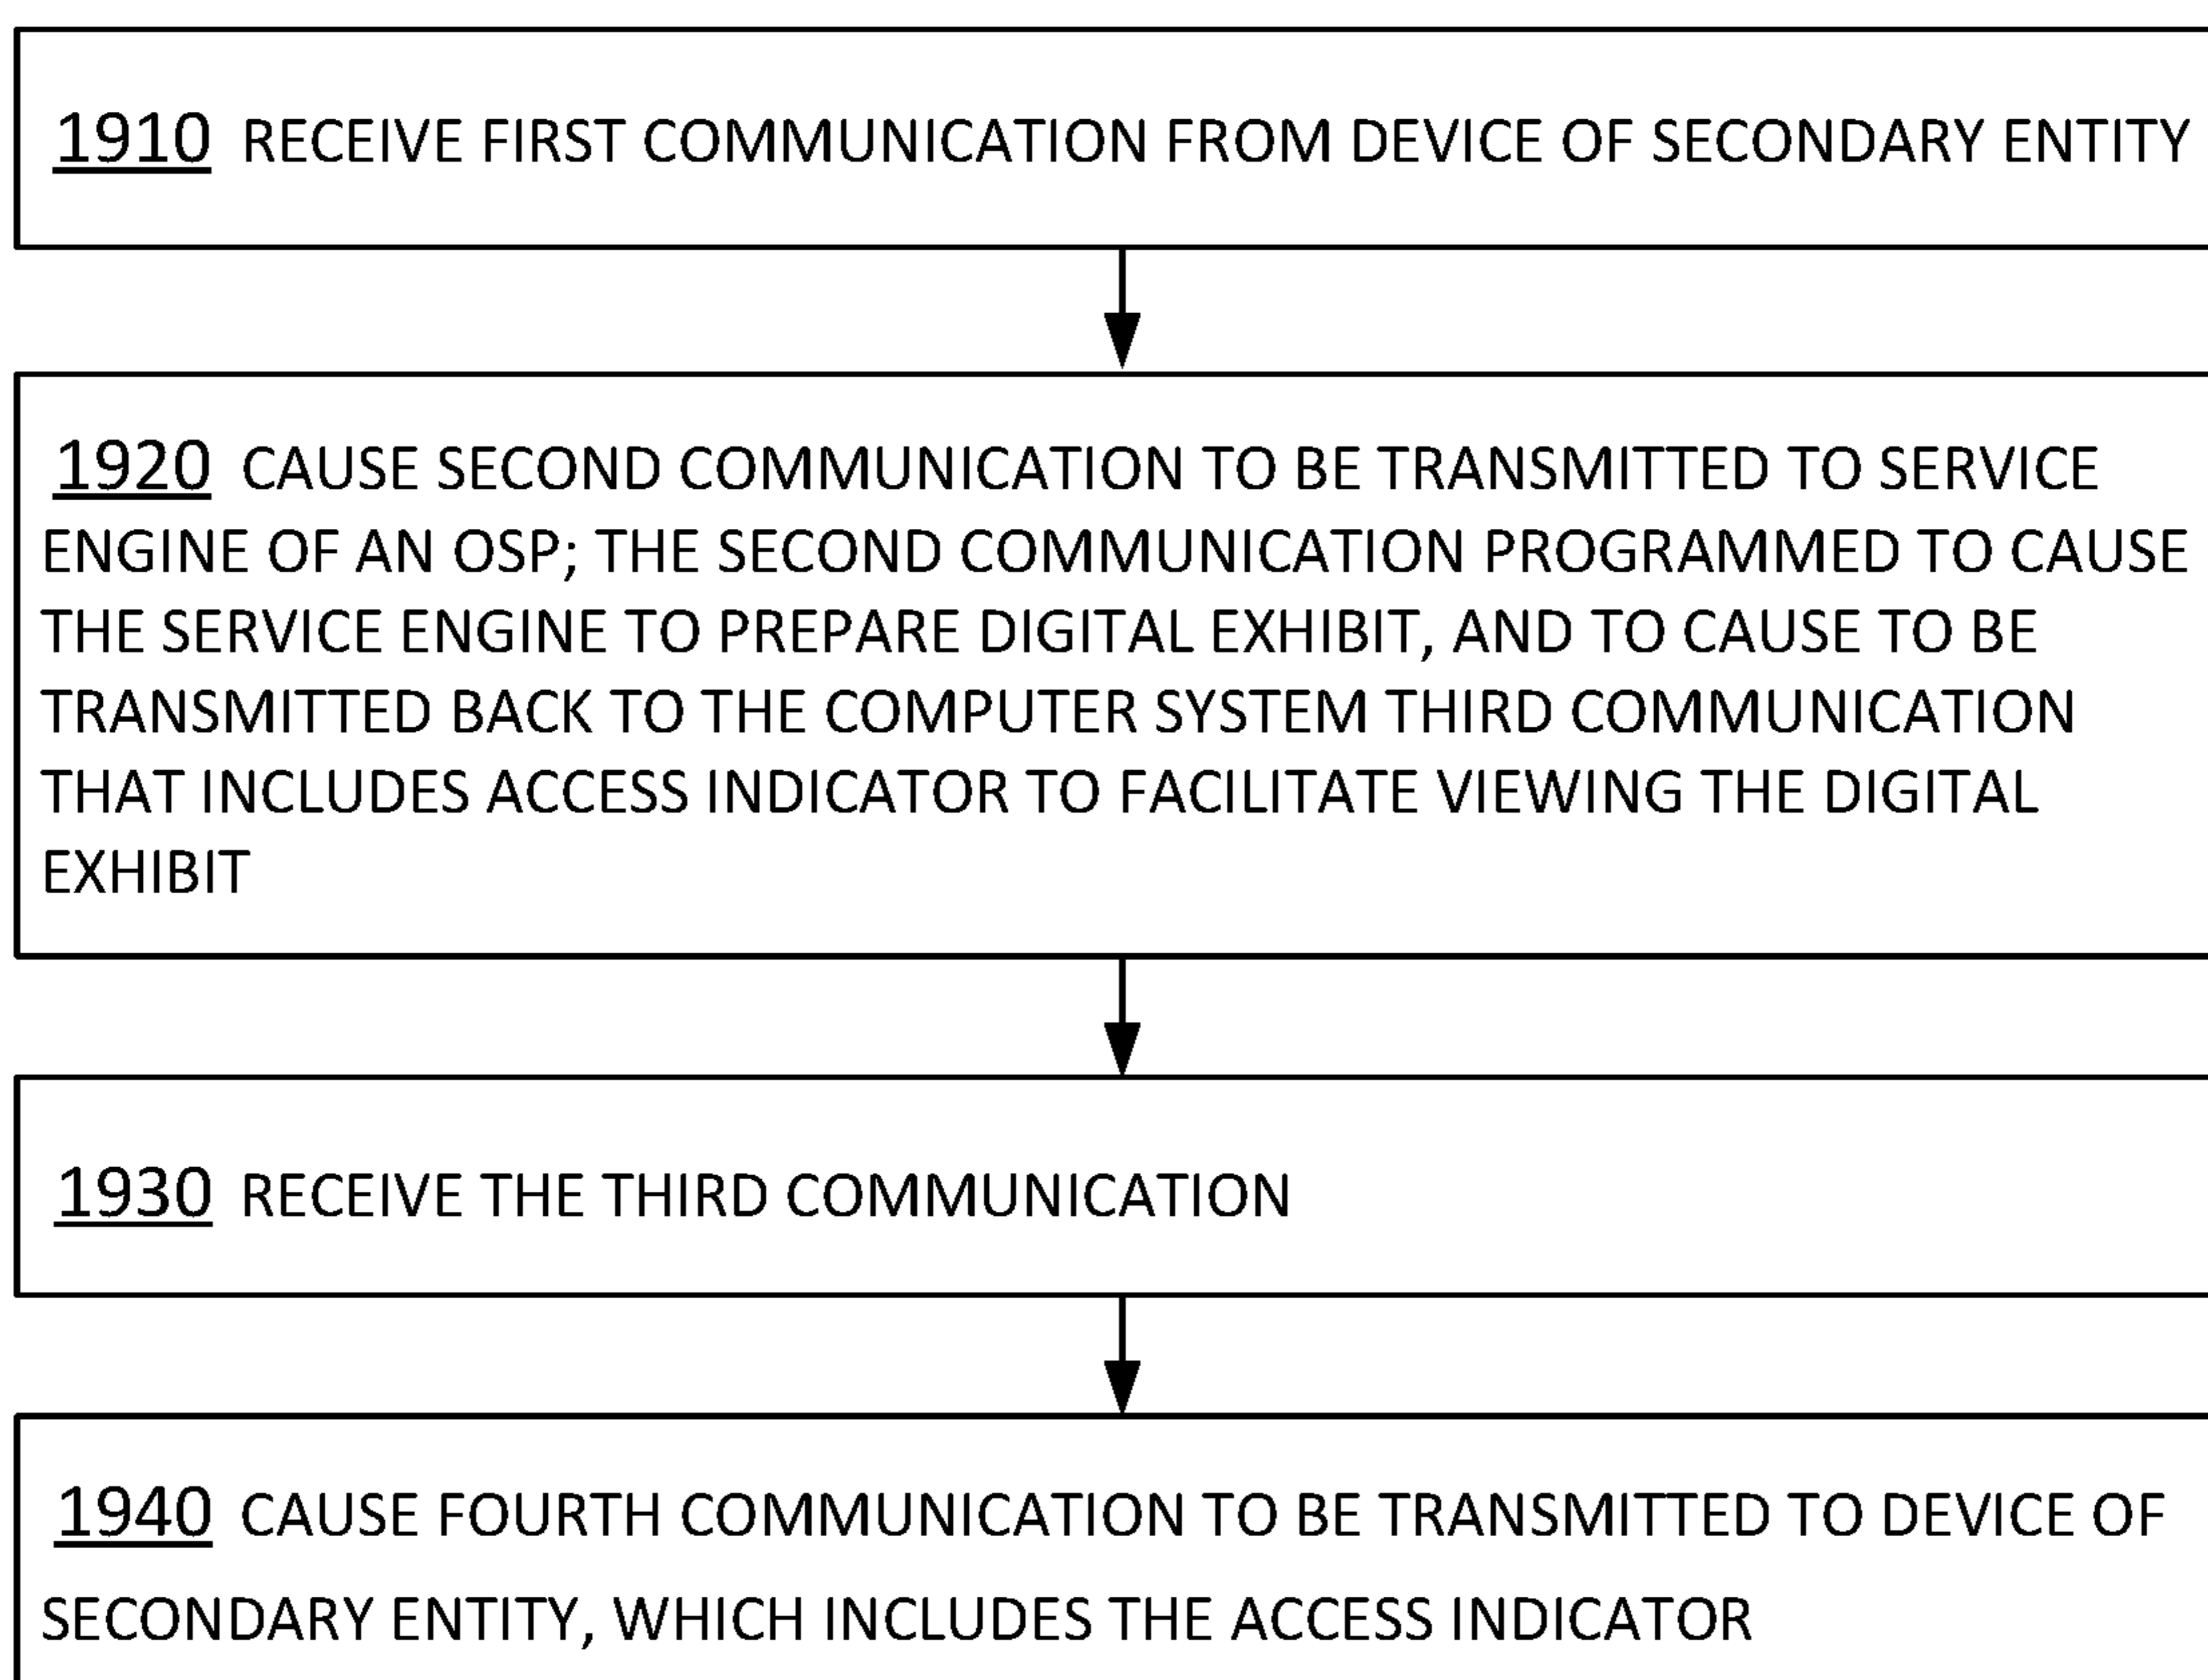 1910 RECEIVE FIRST COMMUNICATION FROM DEVICE OF SECONDARY ENTITY
1920 CAUSE SECOND COMMUNICATION TO BE TRANSMITTED TO SERVICE
ENGINE OF AN OSP; THE SECOND COMMUNICATION PROGRAMMED TO CAUSE
THE SERVICE ENGINE TO PREPARE DIGITAL EXHIBIT, AND TO CAUSE TO BE
TRANSMITTED BACK TO THE COMPUTER SYSTEM THIRD COMMUNICATION
THAT INCLUDES ACCESS INDICATOR TO FACILITATE VIEWING THE DIGITAL
EXHIBIT
1930 RECEIVE THE THIRD COMMUNICATION
1940 CAUSE FOURTH COMMUNICATION TO BE TRANSMITTED TO DEVICE OF
SECONDARY ENTITY, WHICH INCLUDES THE ACCESS INDICATOR